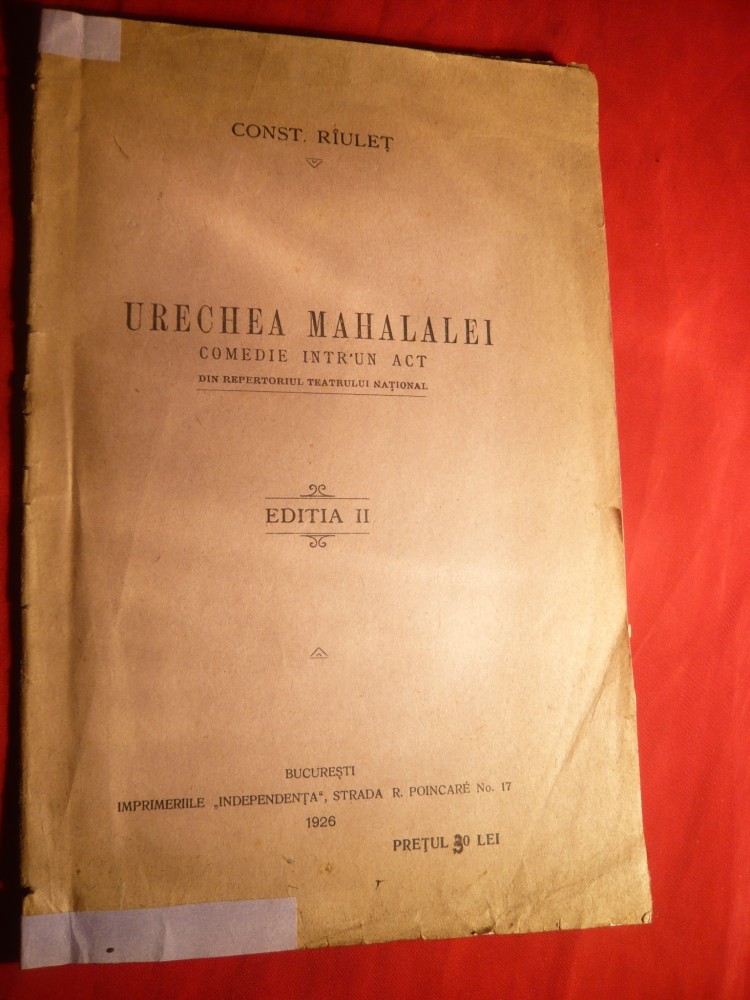 CONST. RÎULEȚ
URECHEA MAHALALEI
COMEDIE INTR'UN ACT
DIN REPERTORIUL TEATRULUI NAȚIONAL
EDITIA II
BUCUREȘTI
IMPRIMERIILE „INDEPENDENȚA“, STRADA R. POINCARÉ No. 17
1926
PREȚUL 30 LEI